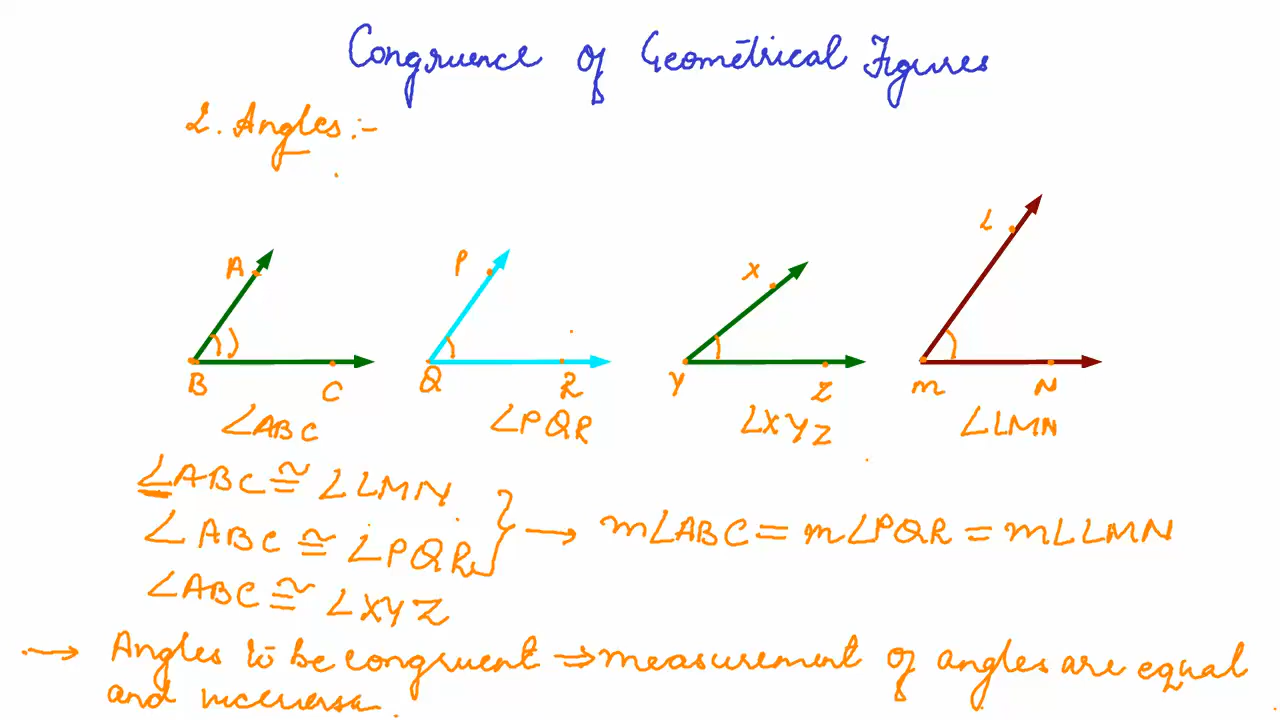 Congruence of Geometrical Figures
2. Angles :-
A
P
X
L
B
C
Q
R
Y
Z
M
N
∠ABC
∠PQR
∠XYZ
∠LMN
∠ABC ≅ ∠LMN
∠ABC ≅ ∠PQR } → m∠ABC = m∠PQR = m∠LMN
∠ABC ≅ ∠XYZ
→ Angles to be congruent ⇒ measurement of angles are equal
and